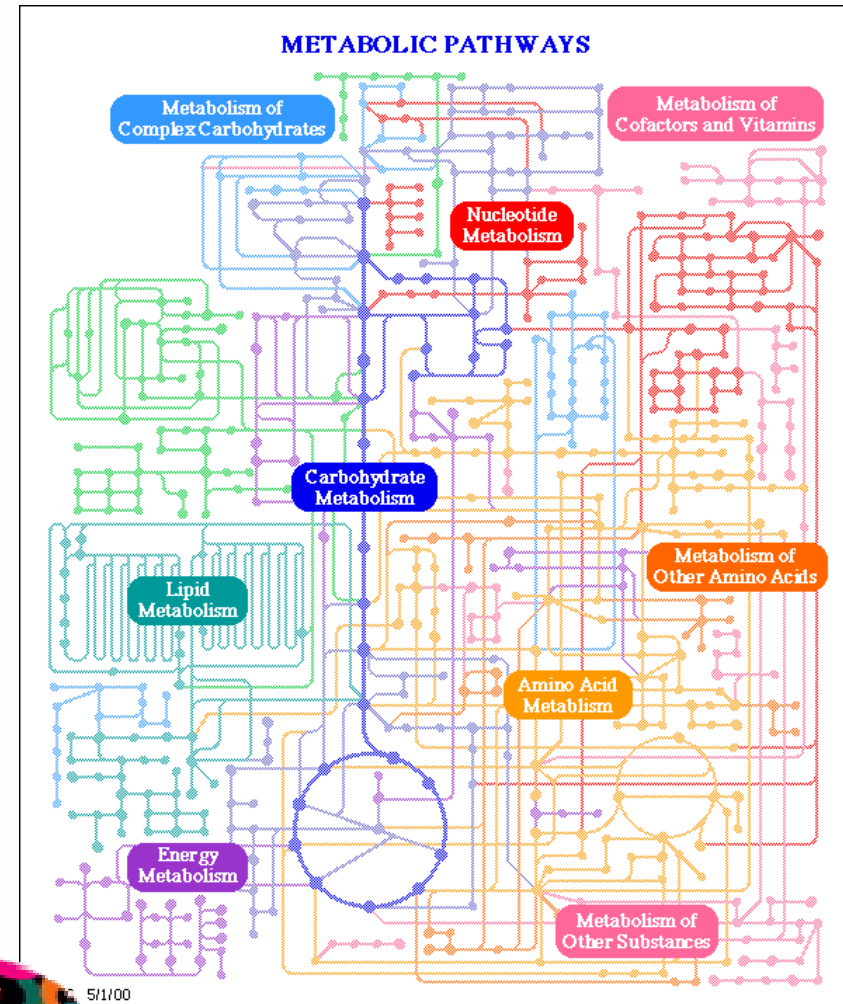 METABOLIC PATHWAYS
Metabolism of
Complex Carbohydrates
Metabolism of
Cofactors and Vitamins
Nucleotide
Metabolism
Carbohydrate
Metabolism
Lipid
Metabolism
Metabolism of
Other Amino Acids
Amino Acid
Metablism
Energy
Metabolism
Metabolism of
Other Substances
5/1/00